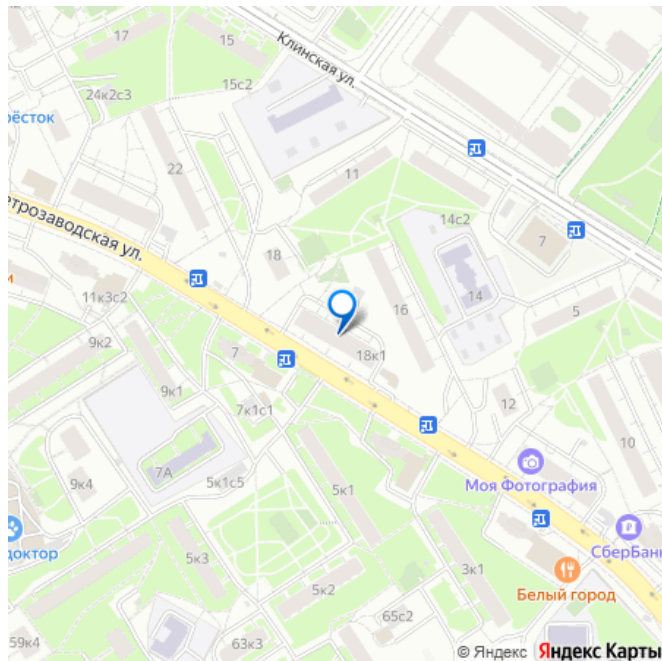 17
15
Клинская ул.
15с2
24к2с3
рёсток
22
11
14с2
7
етрозаводская ул.
18
и
11к3с2
16
14
5
9к2
7
18к1
9к1
7к1с1
12
10
9к4
7А
5к1с5
5к1
Моя Фотография
доктор
5к3
СберБанк
3к1
5к2
Белый город
65с2
59к4
63к3
© Яндекс Яндекс Карты